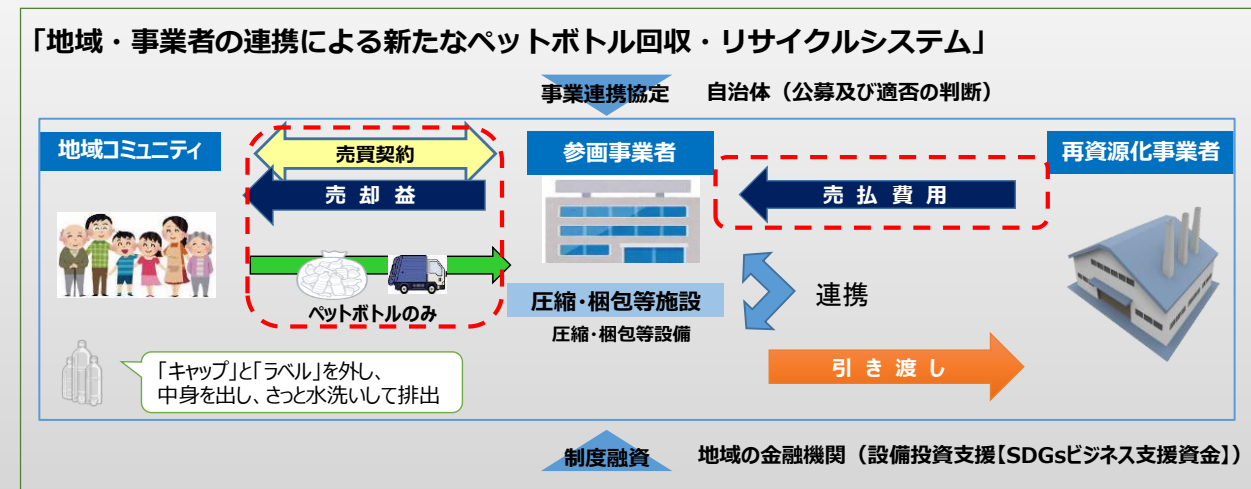 「地域・事業者の連携による新たなペットボトル回収・リサイクルシステム」
事業連携協定 自治体（公募及び適否の判断）
地域コミュニティ
売買契約
売却益
ペットボトルのみ
「キャップ」と「ラベル」を外し、
中身を出し、さっと水洗いして排出
参画事業者
圧縮・梱包等施設
圧縮・梱包等設備
再資源化事業者
売払費用
連携
引き渡し
制度融資 地域の金融機関（設備投資支援【SDGsビジネス支援資金】）